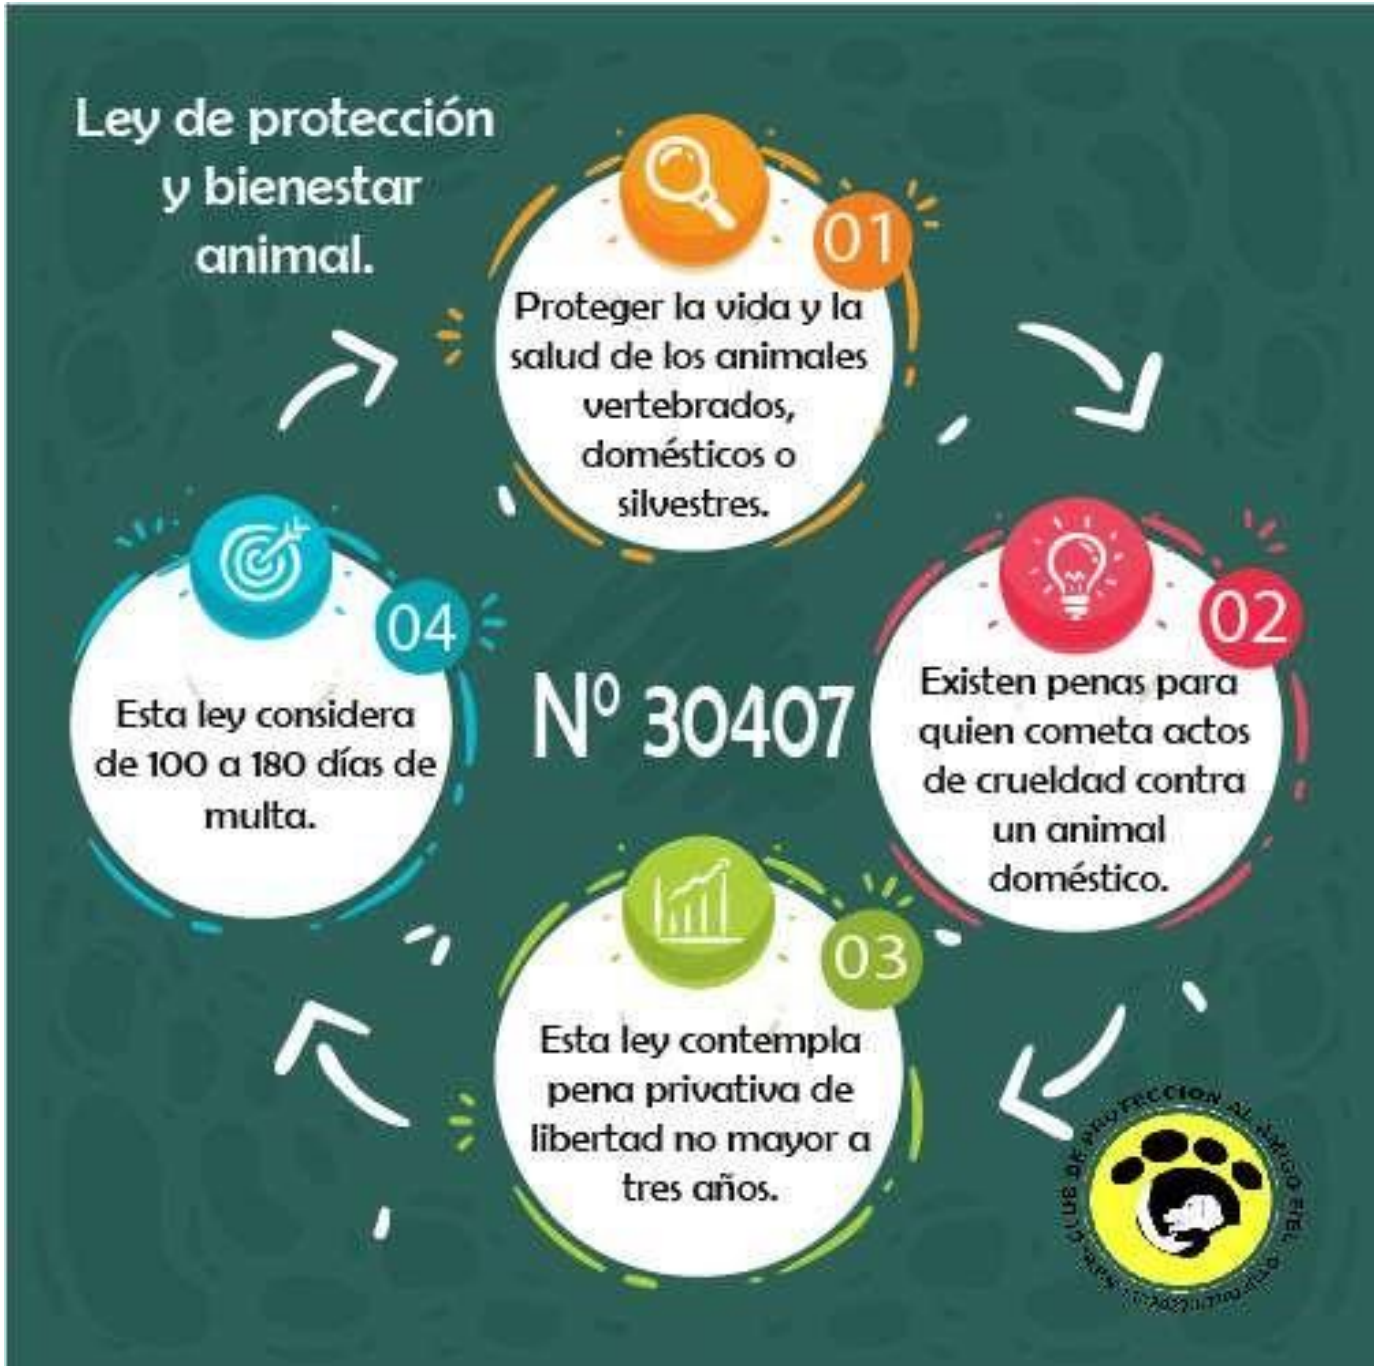 Ley de protección
y bienestar
animal.
01
Proteger la vida y la
salud de los animales
vertebrados,
domésticos o
silvestres.
02
Existen penas para
quien cometa actos
de crueldad contra
un animal
doméstico.
03
Esta ley contempla
pena privativa de
libertad no mayor a
tres años.
04
Esta ley considera
de 100 a 180 días de
multa.
Nº 30407
CLUB DE PROTECCION AL AMIGO FIEL